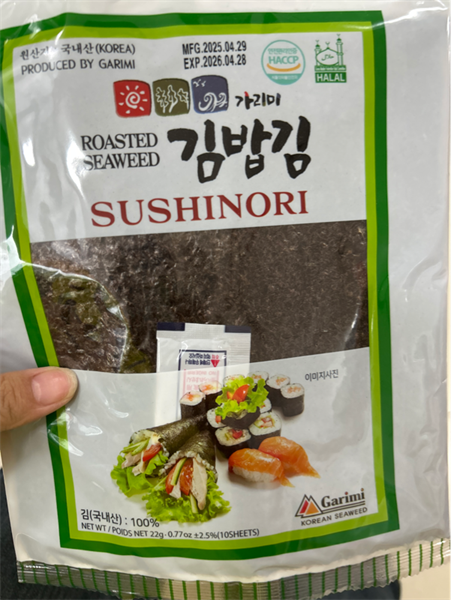 원산지 : 국내산(KOREA)
PRODUCED BY GARIMI
MFG.2025.04.29
EXP.2026.04.28
HACCP
HALAL
가리미
ROASTED
SEAWEED
김밥김
SUSHINORI
이미지사진
김(국내산) : 100%
NET WT / POIDS NET 22g · 0.77oz ±2.5%(10SHEETS)
Garimi
KOREAN SEAWEED